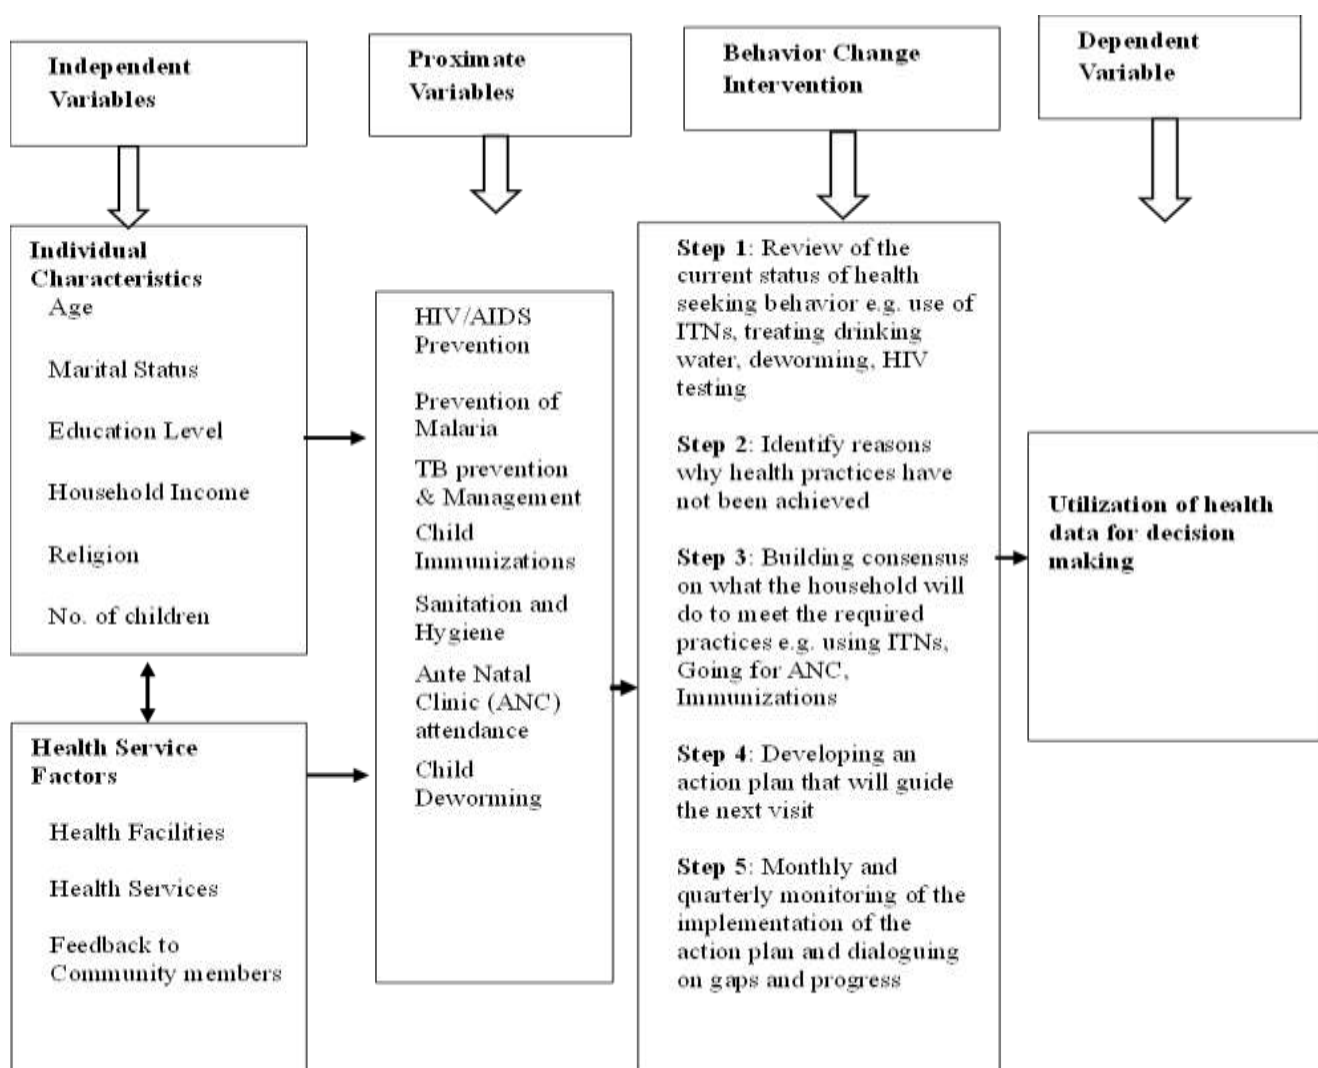 Independent
Variables
Proximate
Variables
Behavior Change
Intervention
Dependent
Variable
Individual
Characteristics
Age
Marital Status
Education Level
Household Income
Religion
No. of children
Health Service
Factors
Health Facilities
Health Services
Feedback to
Community members
HIV/AIDS
Prevention
Prevention of
Malaria
TB prevention
& Management
Child
Immunizations
Sanitation and
Hygiene
Ante Natal
Clinic (ANC)
attendance
Child
Deworming
Step 1: Review of the
current status of health
seeking behavior e.g. use of
ITNs, treating drinking
water, deworming, HIV
testing
Step 2: Identify reasons
why health practices have
not been achieved
Step 3: Building consensus
on what the household will
do to meet the required
practices e.g. using ITNs,
Going for ANC,
Immunizations
Step 4: Developing an
action plan that will guide
the next visit
Step 5: Monthly and
quarterly monitoring of the
implementation of the
action plan and dialoguing
on gaps and progress
Utilization of health
data for decision
making